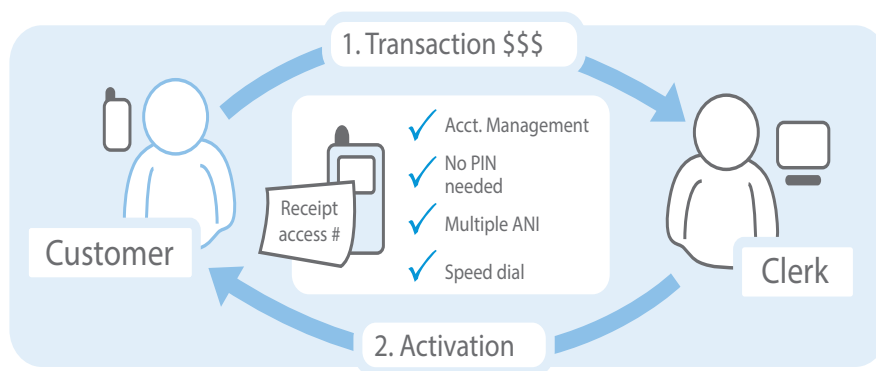 1. Transaction $$$
Acct. Management
No PIN
needed
Receipt
access #
Multiple ANI
Speed dial
Customer
Clerk
2. Activation